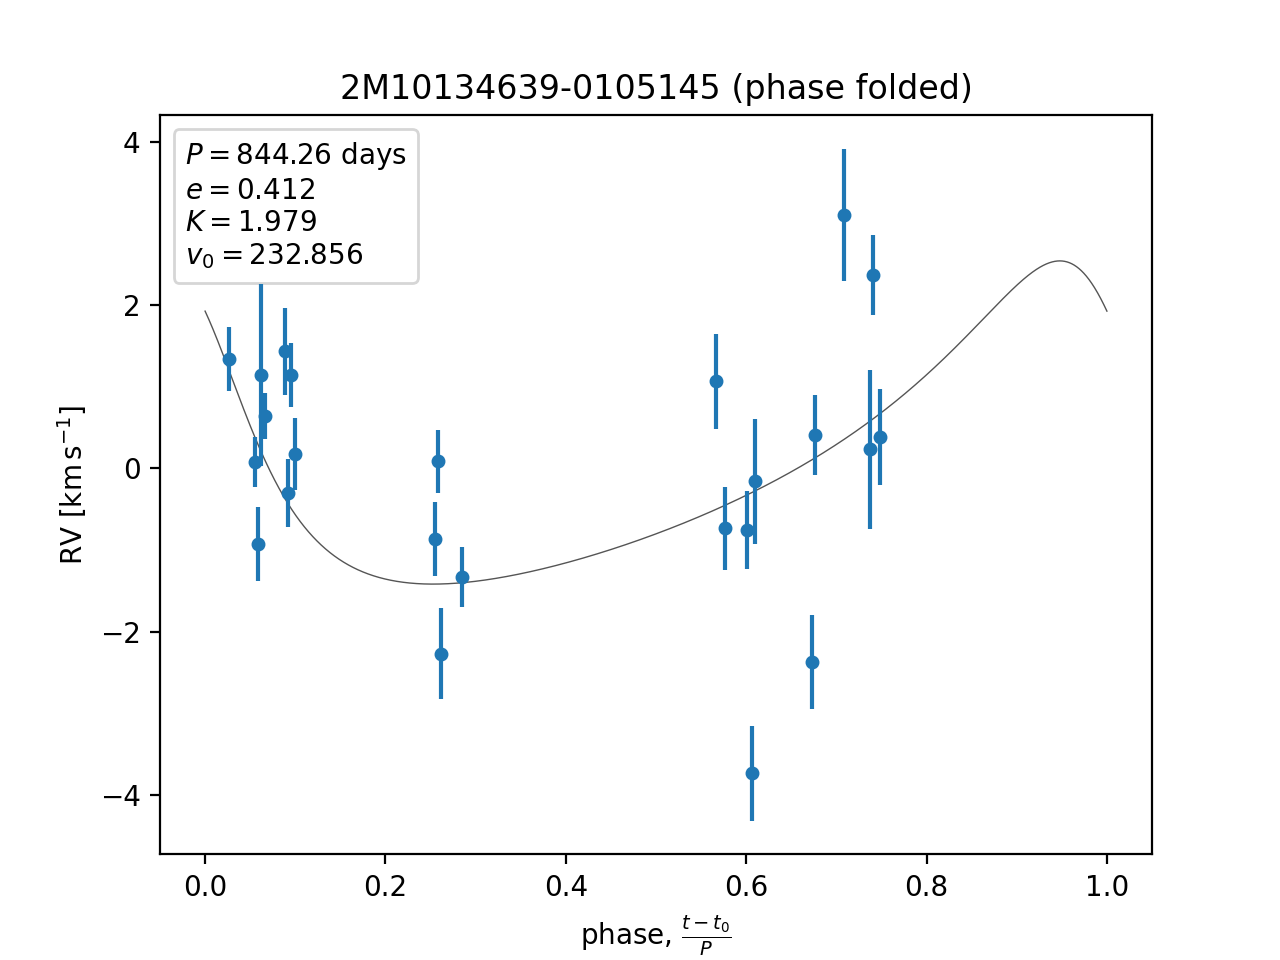 2M10134639-0105145 (phase folded)
P = 844.26 days
e = 0.412
K = 1.979
v₀ = 232.856
4
2
0
−2
−4
RV [km s⁻¹]
0.0 0.2 0.4 0.6 0.8 1.0
phase, (t − t₀)/P